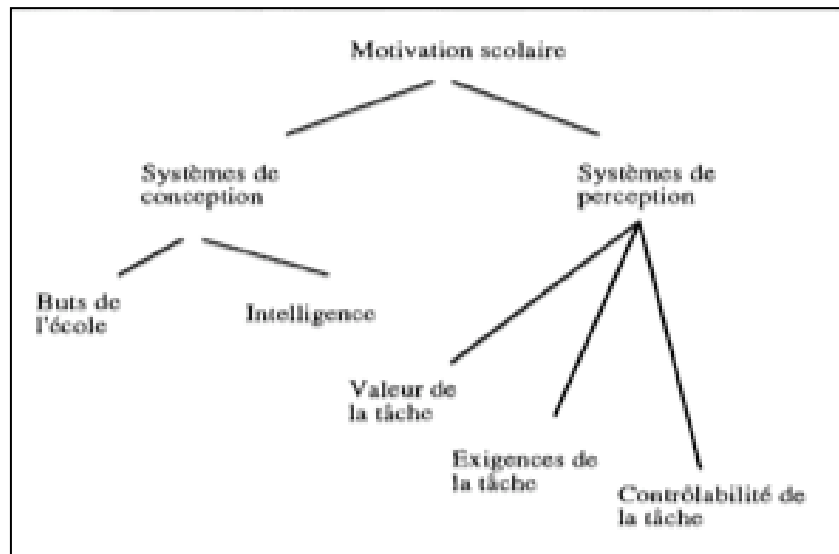 Motivation scolaire
Systèmes de
conception
Systèmes de
perception
Buts de
l'école
Intelligence
Valeur de
la tâche
Exigences de
la tâche
Contrôlabilité de
la tâche